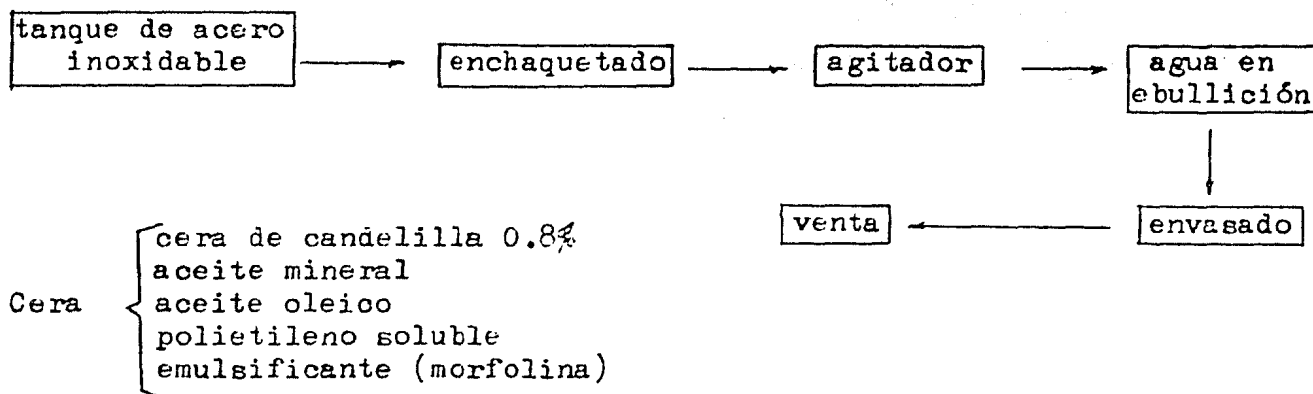 tanque de acero
inoxidable
enchaquetado
agitador
agua en
ebullición
envasado
venta
Cera
cera de candelilla 0.8%
aceite mineral
aceite oleico
polietileno soluble
emulsificante (morfolina)